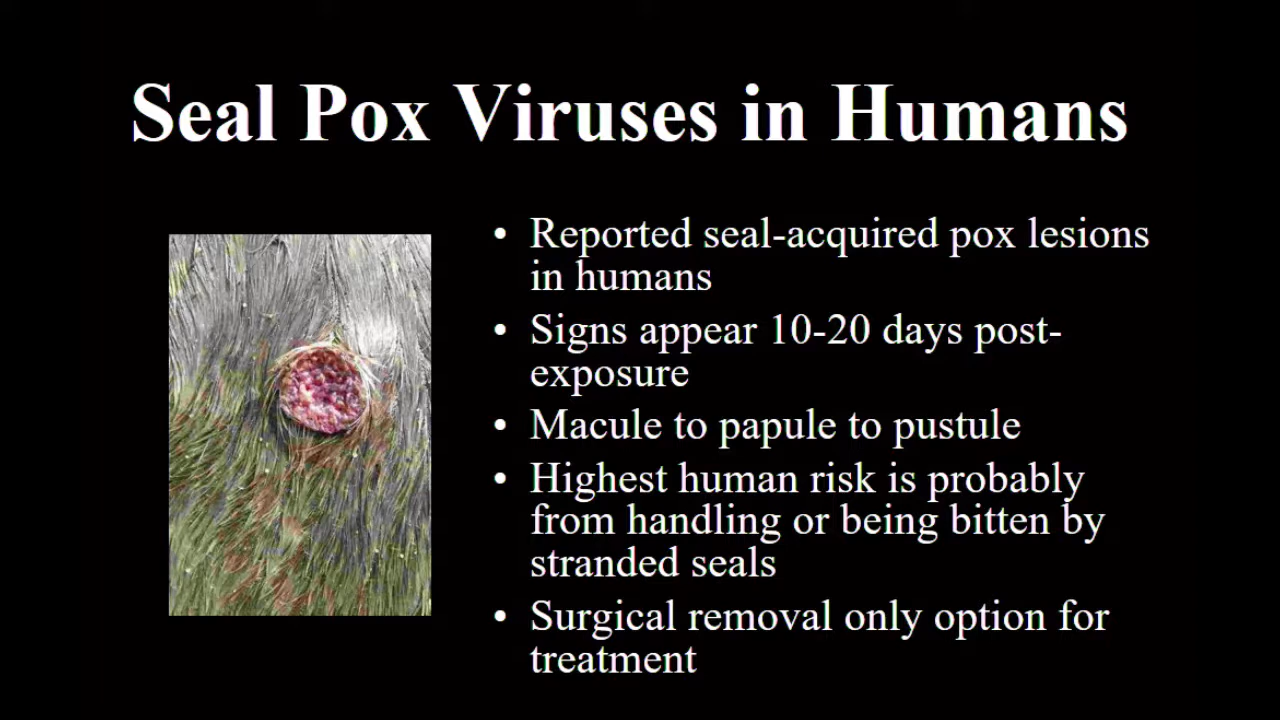 Seal Pox Viruses in Humans
• Reported seal-acquired pox lesions
in humans
• Signs appear 10-20 days post-
exposure
• Macule to papule to pustule
• Highest human risk is probably
from handling or being bitten by
stranded seals
• Surgical removal only option for
treatment